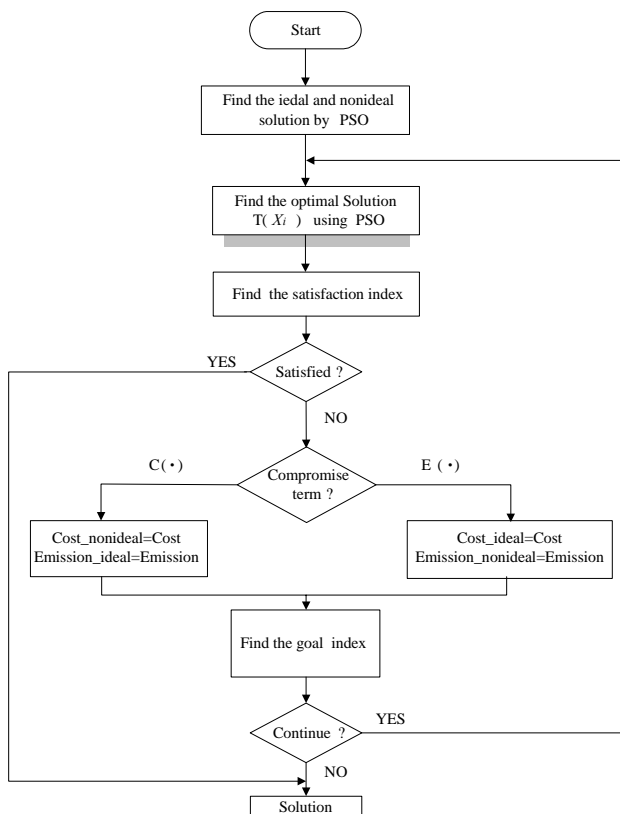 Start
Find the iedal and nonideal
solution by PSO
Find the optimal Solution
T( Xi ) using PSO
Find the satisfaction index
YES
Satisfied ?
NO
C(•)
E (•)
Compromise
term ?
Cost_nonideal=Cost
Emission_ideal=Emission
Cost_ideal=Cost
Emission_nonideal=Emission
Find the goal index
Continue ?
YES
NO
Solution